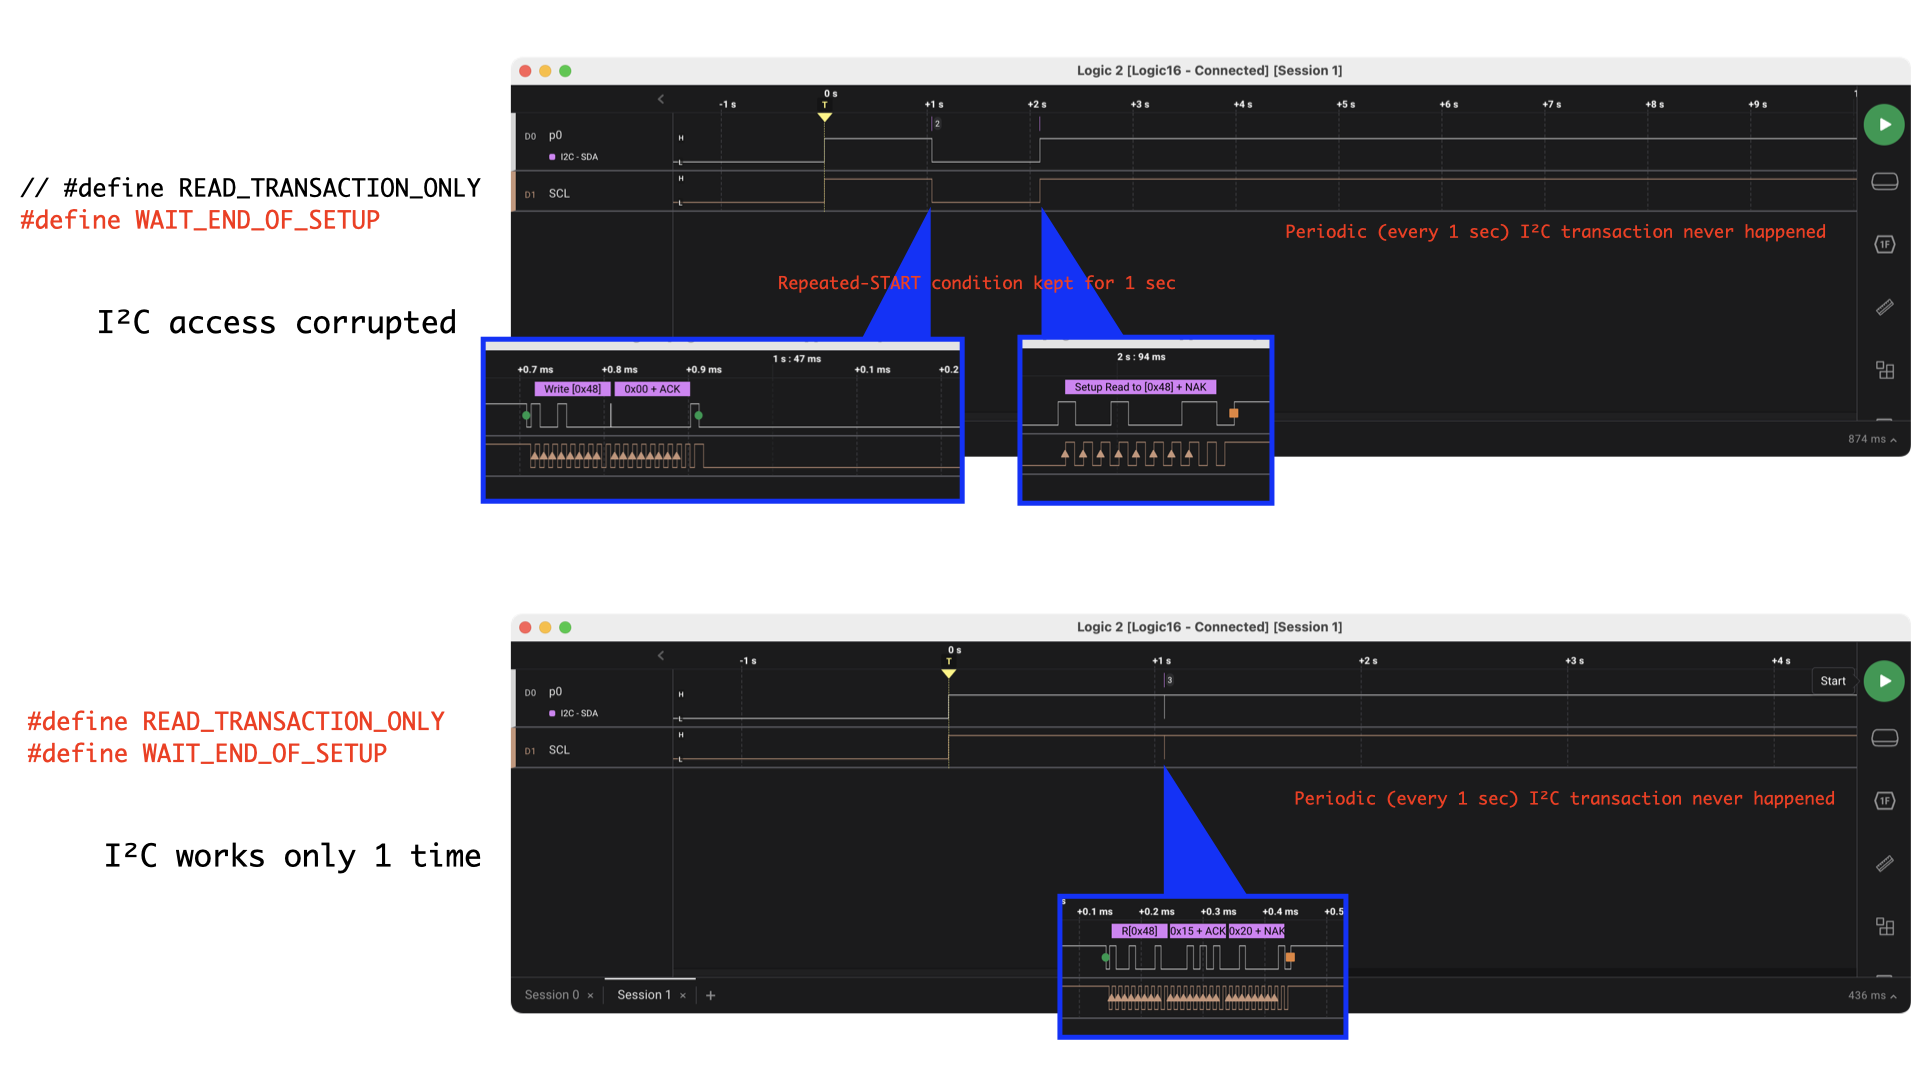 Logic 2 [Logic16 - Connected] [Session 1]
0 s
-1 s T +1 s +2 s +3 s +4 s +5 s +6 s +7 s +8 s +9 s
2
D0 p0 H
I2C - SDA L
// #define READ_TRANSACTION_ONLY
#define WAIT_END_OF_SETUP
D1 SCL H
L
Periodic (every 1 sec) I²C transaction never happened
1F
Repeated-START condition kept for 1 sec
I²C access corrupted
1 s : 47 ms
+0.7 ms +0.8 ms +0.9 ms +0.1 ms +0.2
Write [0x48] 0x00 + ACK
2 s : 94 ms
Setup Read to [0x48] + NAK
874 ms
Logic 2 [Logic16 - Connected] [Session 1]
0 s
-1 s T +1 s +2 s +3 s +4 s
3
Start
D0 p0 H
I2C - SDA L
#define READ_TRANSACTION_ONLY
#define WAIT_END_OF_SETUP
D1 SCL H
L
Periodic (every 1 sec) I²C transaction never happened
1F
I²C works only 1 time
s
+0.1 ms +0.2 ms +0.3 ms +0.4 ms +0.5
R[0x48] 0x15 + ACK 0x20 + NAK
Session 0 × Session 1 × +
436 ms